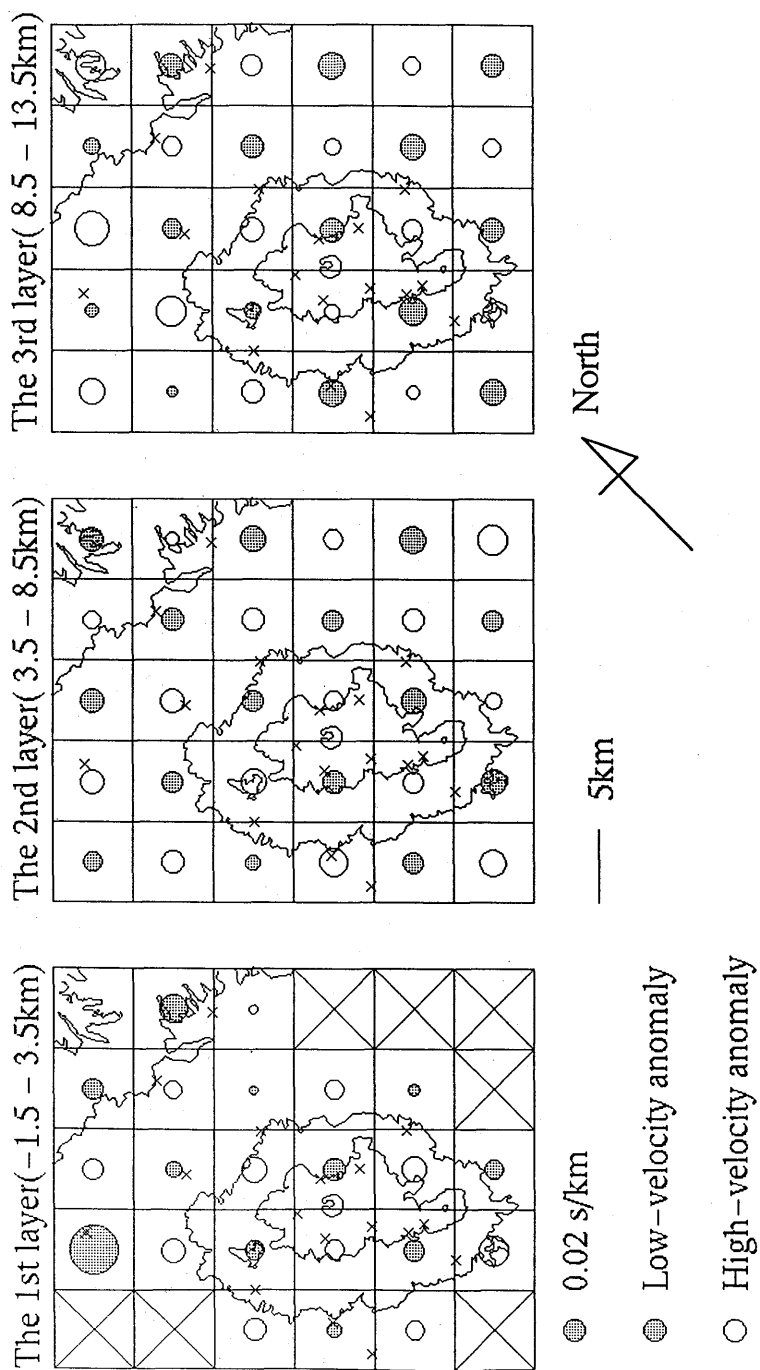 The 1st layer(−1.5 − 3.5km)
The 2nd layer( 3.5 − 8.5km)
The 3rd layer( 8.5 − 13.5km)
0.02 s/km
Low−velocity anomaly
High−velocity anomaly
5km
North